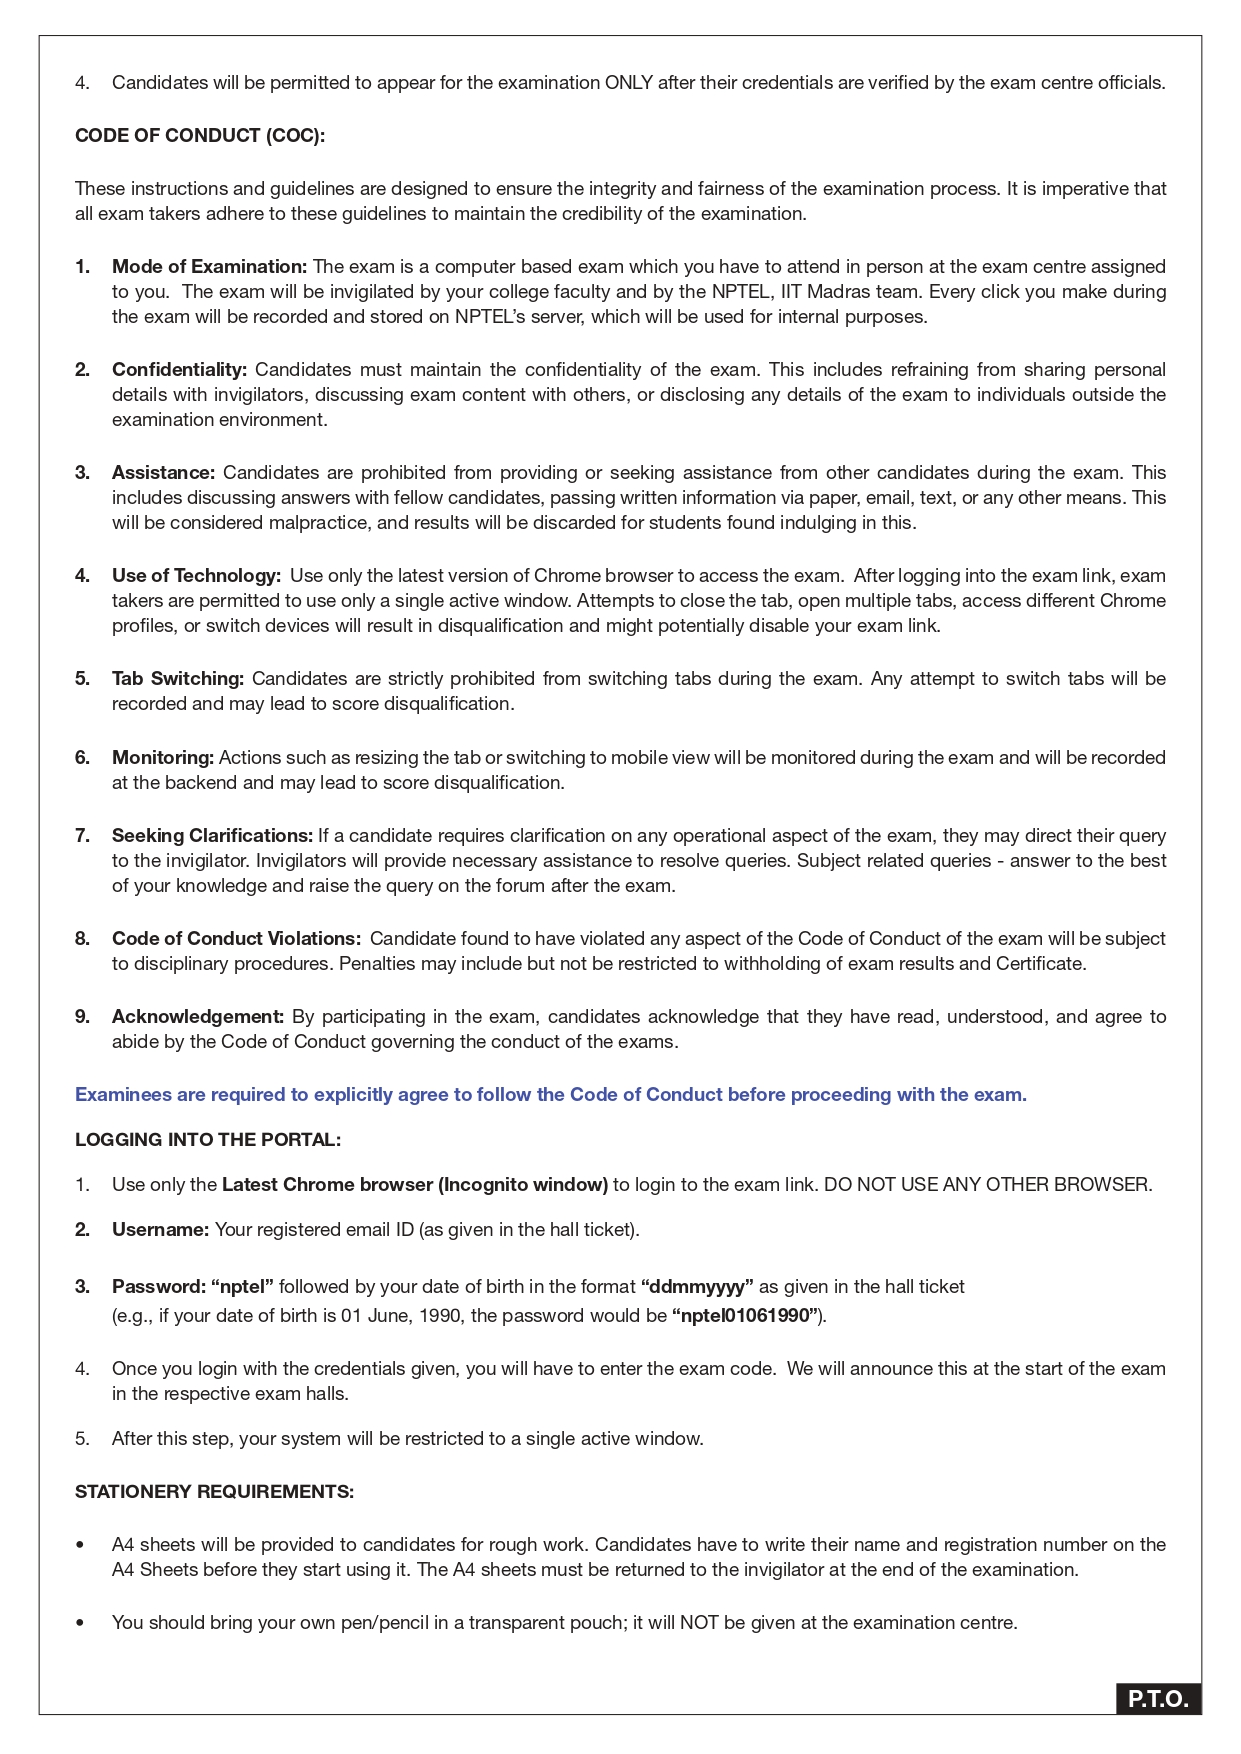 4. Candidates will be permitted to appear for the examination ONLY after their credentials are verified by the exam centre officials.
CODE OF CONDUCT (COC):
These instructions and guidelines are designed to ensure the integrity and fairness of the examination process. It is imperative that
all exam takers adhere to these guidelines to maintain the credibility of the examination.
1. Mode of Examination: The exam is a computer based exam which you have to attend in person at the exam centre assigned
to you. The exam will be invigilated by your college faculty and by the NPTEL, IIT Madras team. Every click you make during
the exam will be recorded and stored on NPTEL’s server, which will be used for internal purposes.
2. Confidentiality: Candidates must maintain the confidentiality of the exam. This includes refraining from sharing personal
details with invigilators, discussing exam content with others, or disclosing any details of the exam to individuals outside the
examination environment.
3. Assistance: Candidates are prohibited from providing or seeking assistance from other candidates during the exam. This
includes discussing answers with fellow candidates, passing written information via paper, email, text, or any other means. This
will be considered malpractice, and results will be discarded for students found indulging in this.
4. Use of Technology: Use only the latest version of Chrome browser to access the exam. After logging into the exam link, exam
takers are permitted to use only a single active window. Attempts to close the tab, open multiple tabs, access different Chrome
profiles, or switch devices will result in disqualification and might potentially disable your exam link.
5. Tab Switching: Candidates are strictly prohibited from switching tabs during the exam. Any attempt to switch tabs will be
recorded and may lead to score disqualification.
6. Monitoring: Actions such as resizing the tab or switching to mobile view will be monitored during the exam and will be recorded
at the backend and may lead to score disqualification.
7. Seeking Clarifications: If a candidate requires clarification on any operational aspect of the exam, they may direct their query
to the invigilator. Invigilators will provide necessary assistance to resolve queries. Subject related queries - answer to the best
of your knowledge and raise the query on the forum after the exam.
8. Code of Conduct Violations: Candidate found to have violated any aspect of the Code of Conduct of the exam will be subject
to disciplinary procedures. Penalties may include but not be restricted to withholding of exam results and Certificate.
9. Acknowledgement: By participating in the exam, candidates acknowledge that they have read, understood, and agree to
abide by the Code of Conduct governing the conduct of the exams.
Examinees are required to explicitly agree to follow the Code of Conduct before proceeding with the exam.
LOGGING INTO THE PORTAL:
1. Use only the Latest Chrome browser (Incognito window) to login to the exam link. DO NOT USE ANY OTHER BROWSER.
2. Username: Your registered email ID (as given in the hall ticket).
3. Password: “nptel” followed by your date of birth in the format “ddmmyyyy” as given in the hall ticket
(e.g., if your date of birth is 01 June, 1990, the password would be “nptel01061990”).
4. Once you login with the credentials given, you will have to enter the exam code. We will announce this at the start of the exam
in the respective exam halls.
5. After this step, your system will be restricted to a single active window.
STATIONERY REQUIREMENTS:
• A4 sheets will be provided to candidates for rough work. Candidates have to write their name and registration number on the
A4 Sheets before they start using it. The A4 sheets must be returned to the invigilator at the end of the examination.
• You should bring your own pen/pencil in a transparent pouch; it will NOT be given at the examination centre.
P.T.O.